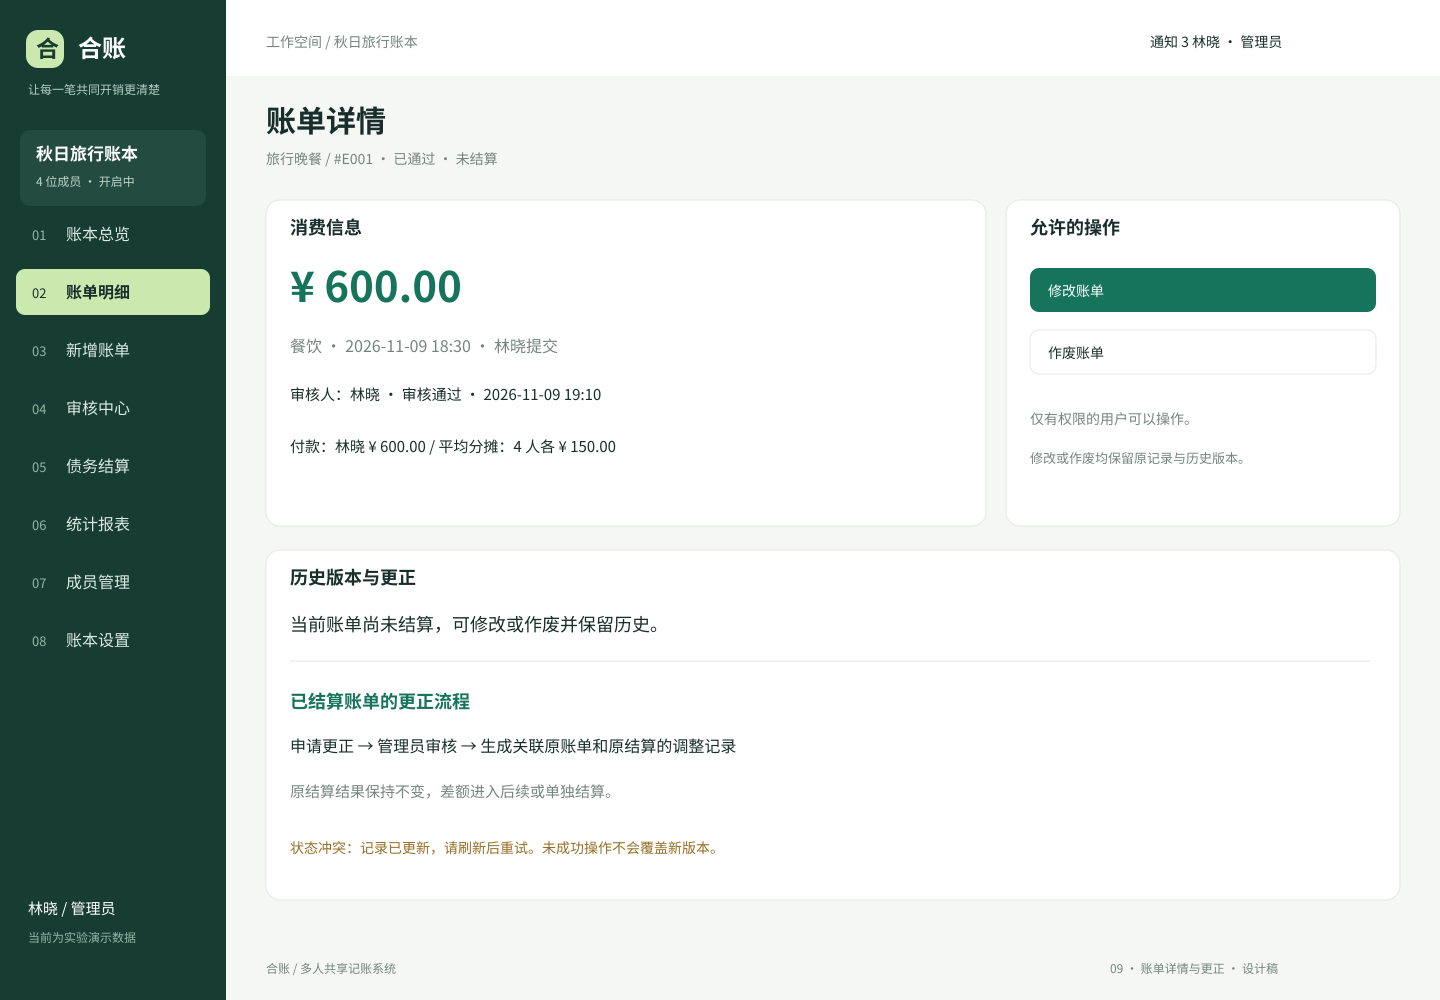 合 合账
让每一笔共同开销更清楚
秋日旅行账本
4 位成员 · 开启中
01 账本总览
02 账单明细
03 新增账单
04 审核中心
05 债务结算
06 统计报表
07 成员管理
08 账本设置
林晓 / 管理员
当前为实验演示数据
工作空间 / 秋日旅行账本
通知 3 林晓 · 管理员
账单详情
旅行晚餐 / #E001 · 已通过 · 未结算
消费信息
¥ 600.00
餐饮 · 2026-11-09 18:30 · 林晓提交
审核人：林晓 · 审核通过 · 2026-11-09 19:10
付款：林晓 ¥ 600.00 / 平均分摊：4 人各 ¥ 150.00
允许的操作
修改账单
作废账单
仅有权限的用户可以操作。
修改或作废均保留原记录与历史版本。
历史版本与更正
当前账单尚未结算，可修改或作废并保留历史。
已结算账单的更正流程
申请更正 → 管理员审核 → 生成关联原账单和原结算的调整记录
原结算结果保持不变，差额进入后续或单独结算。
状态冲突：记录已更新，请刷新后重试。未成功操作不会覆盖新版本。
合账 / 多人共享记账系统
09 · 账单详情与更正 · 设计稿